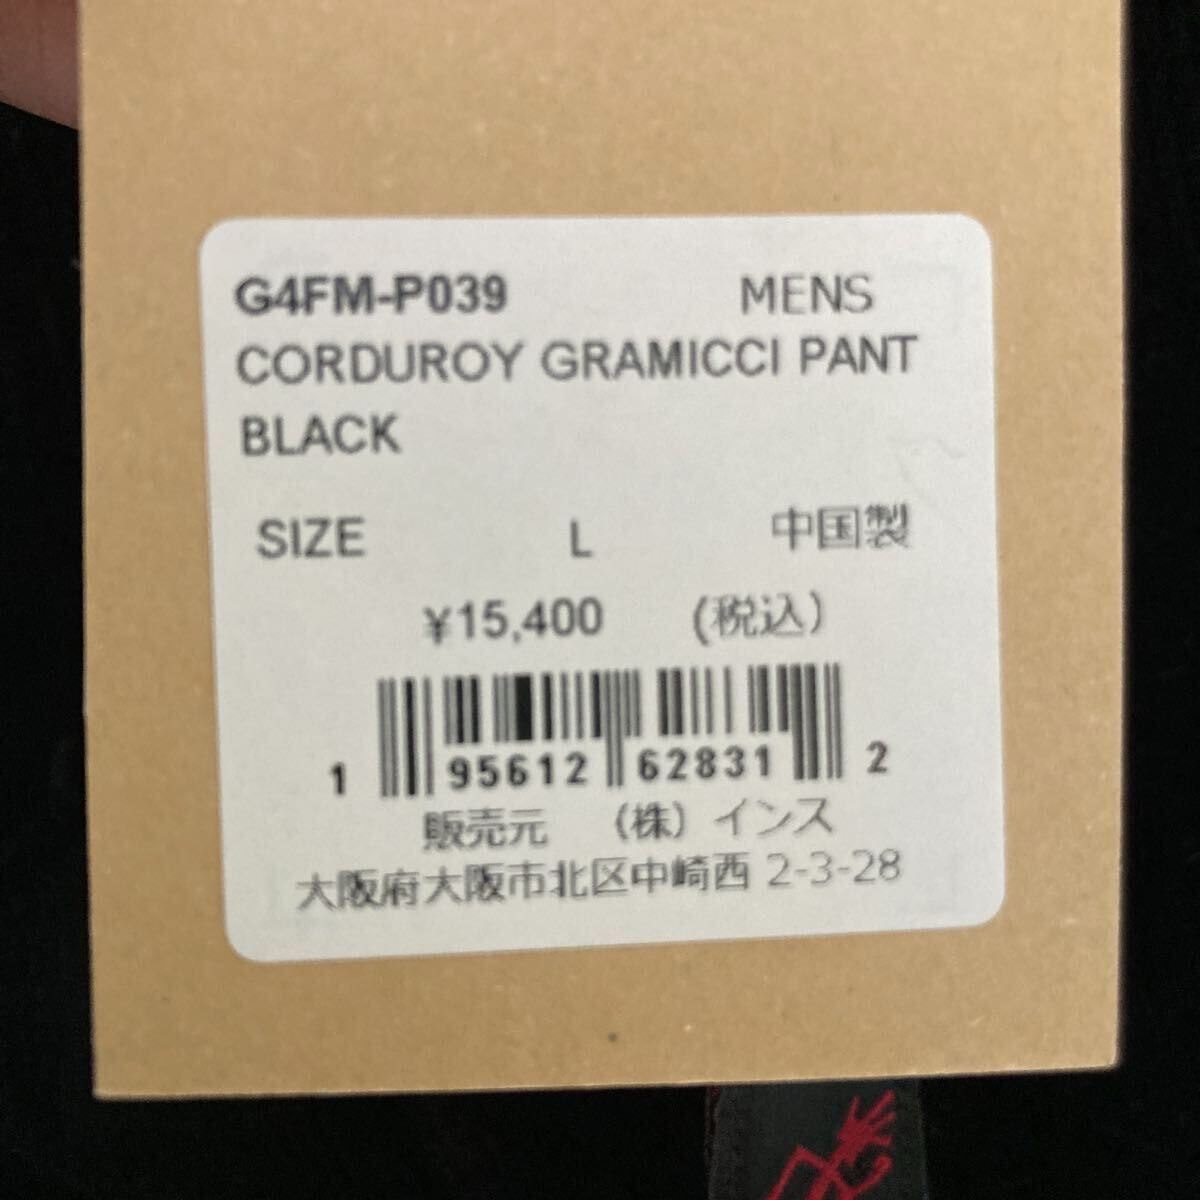 G4FM-P039 MENS
CORDUROY GRAMICCI PANT
BLACK
SIZE L 中国製
¥15,400 (税込)
1 95612 62831 2
販売元 (株) インス
大阪府大阪市北区中崎西 2-3-28